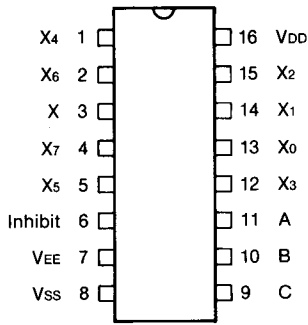 X4 1 16 VDD
X6 2 15 X2
X 3 14 X1
X7 4 13 X0
X5 5 12 X3
Inhibit 6 11 A
VEE 7 10 B
VSS 8 9 C